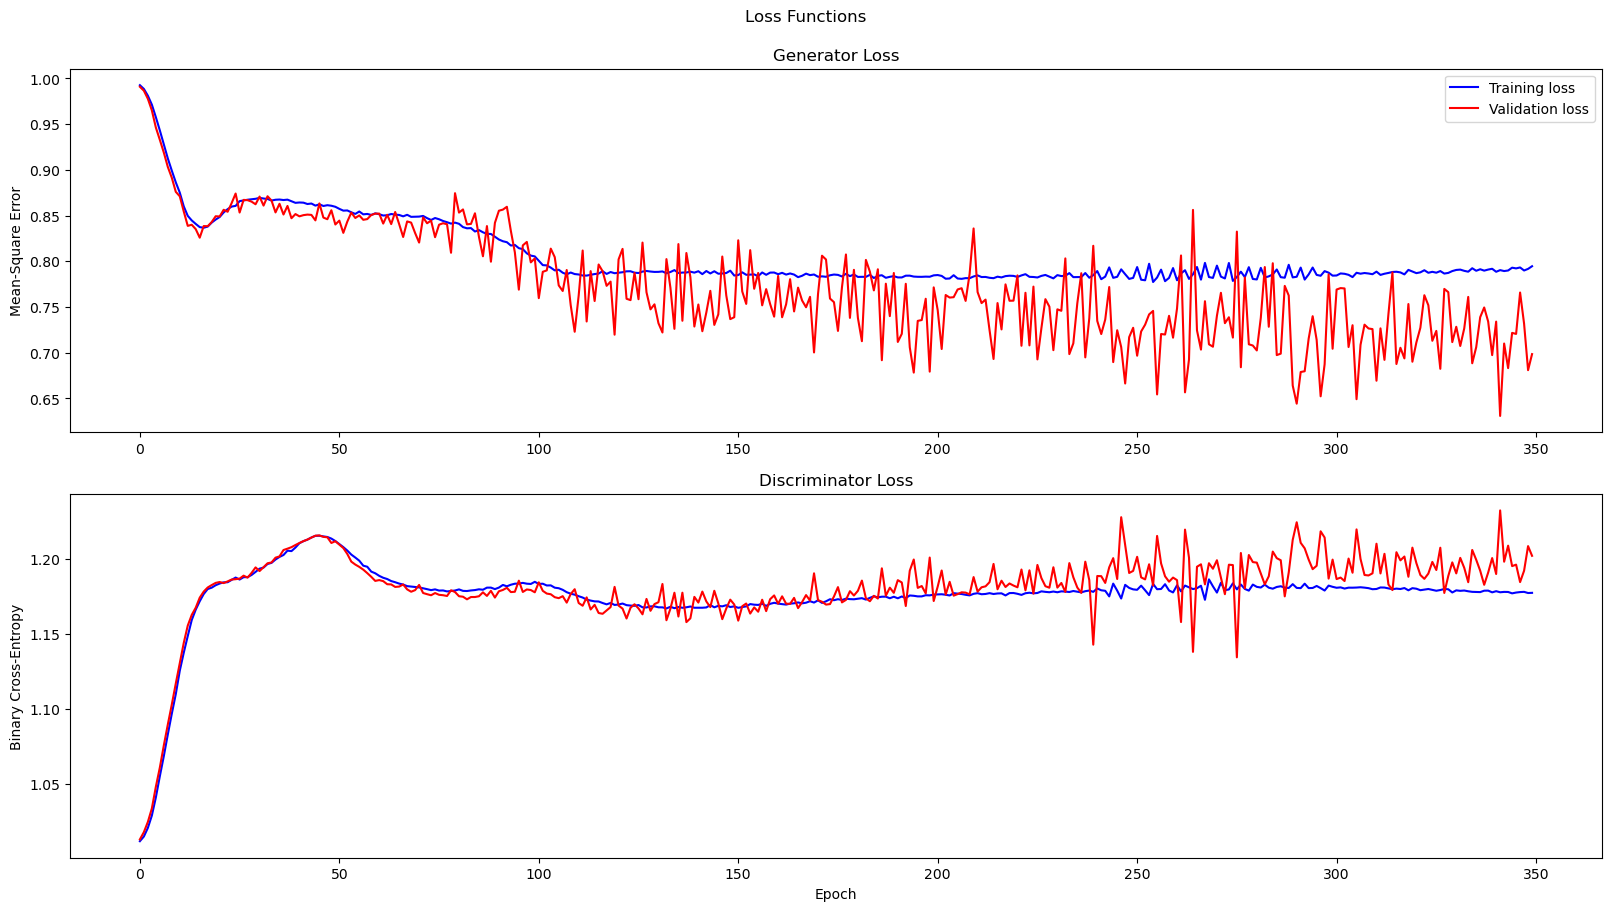 Loss Functions
Generator Loss
Mean-Square Error
1.00
0.95
0.90
0.85
0.80
0.75
0.70
0.65
Training loss
Validation loss
0 50 100 150 200 250 300 350
Discriminator Loss
Binary Cross-Entropy
1.20
1.15
1.10
1.05
0 50 100 150 200 250 300 350
Epoch